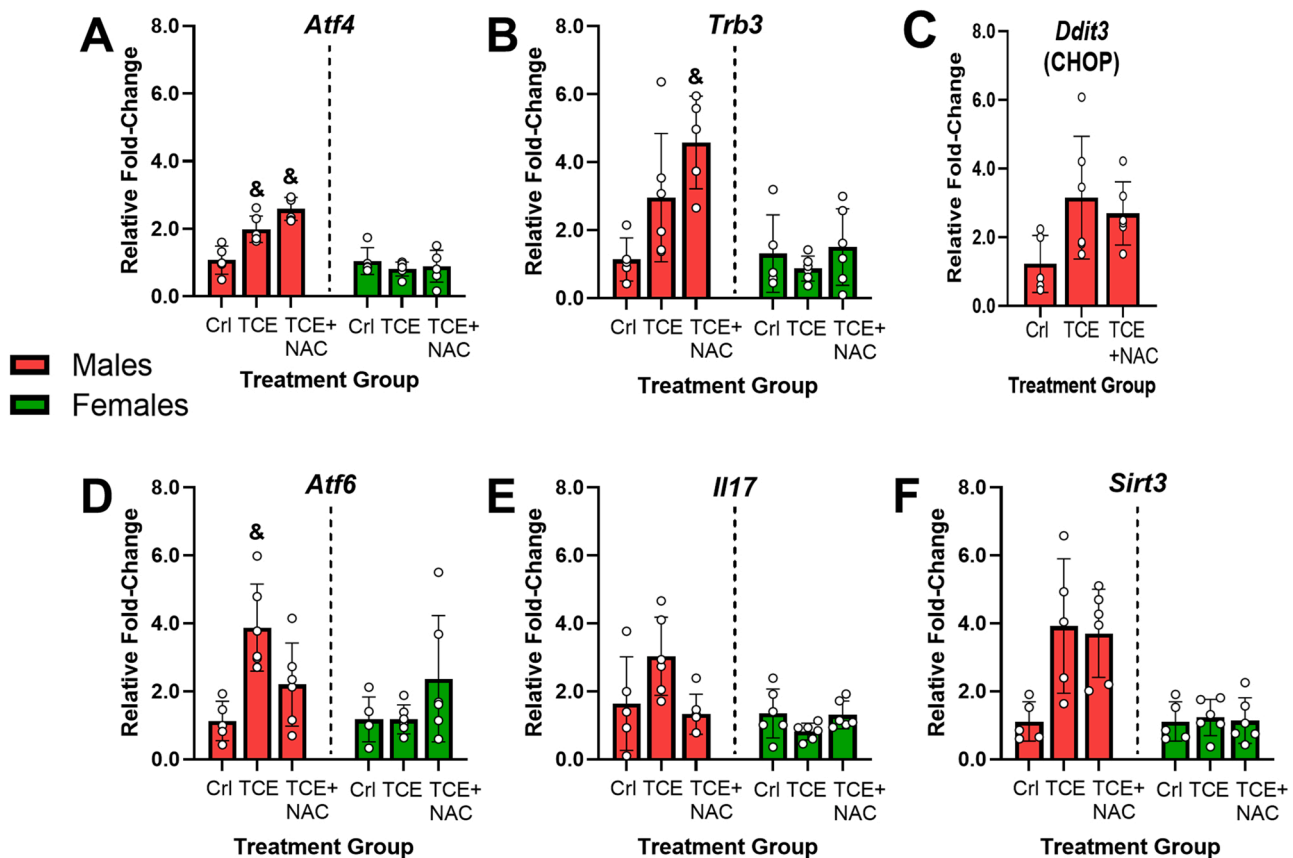 A
Atf4
Relative Fold-Change
8.0
6.0
4.0
2.0
0.0
&
&
Crl TCE TCE+
NAC
Crl TCE TCE+
NAC
Treatment Group
B
Trb3
Relative Fold-Change
8.0
6.0
4.0
2.0
0.0
&
Crl TCE TCE+
NAC
Crl TCE TCE+
NAC
Treatment Group
C
Ddit3
(CHOP)
Relative Fold-Change
8.0
6.0
4.0
2.0
0.0
Crl TCE TCE
+NAC
Treatment Group
Males
Females
D
Atf6
Relative Fold-Change
8.0
6.0
4.0
2.0
0.0
&
Crl TCE TCE+
NAC
Crl TCE TCE+
NAC
Treatment Group
E
Il17
Relative Fold-Change
8.0
6.0
4.0
2.0
0.0
Crl TCE TCE+
NAC
Crl TCE TCE+
NAC
Treatment Group
F
Sirt3
Relative Fold-Change
8.0
6.0
4.0
2.0
0.0
Crl TCE TCE+
NAC
Crl TCE TCE+
NAC
Treatment Group